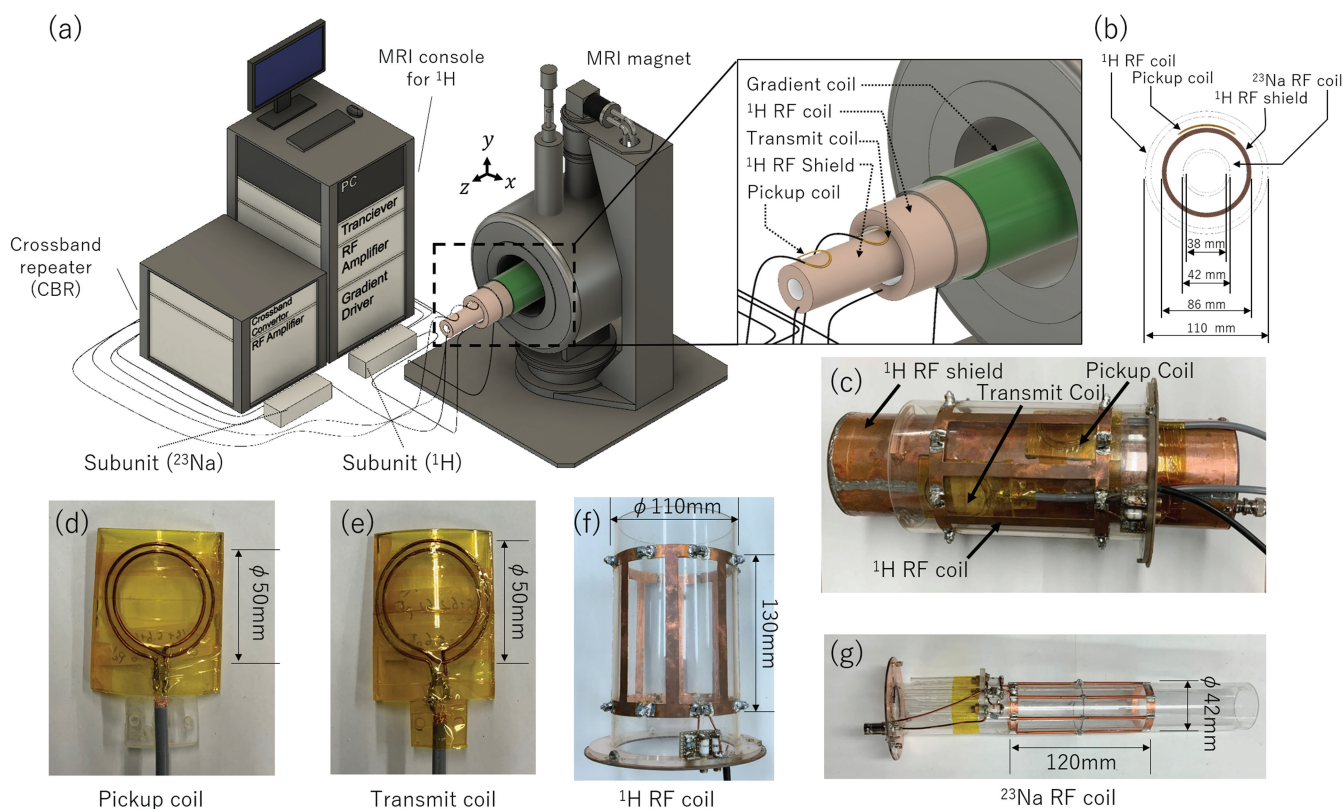 (a)
MRI console
for ¹H
MRI magnet
PC
Tranciever
RF
Amplifier
Gradient
Driver
Crossband
Convertor
RF Amplifier
Crossband
repeater
(CBR)
y
z
x
Subunit (²³Na)
Subunit (¹H)
Gradient coil
¹H RF coil
Transmit coil
¹H RF Shield
Pickup coil
(b)
¹H RF coil
Pickup coil
²³Na RF coil
¹H RF shield
38 mm
42 mm
86 mm
110 mm
(c)
¹H RF shield
Pickup Coil
Transmit Coil
¹H RF coil
(d)
φ 50mm
Pickup coil
(e)
φ 50mm
Transmit coil
(f)
φ 110mm
130mm
¹H RF coil
(g)
φ 42mm
120mm
²³Na RF coil